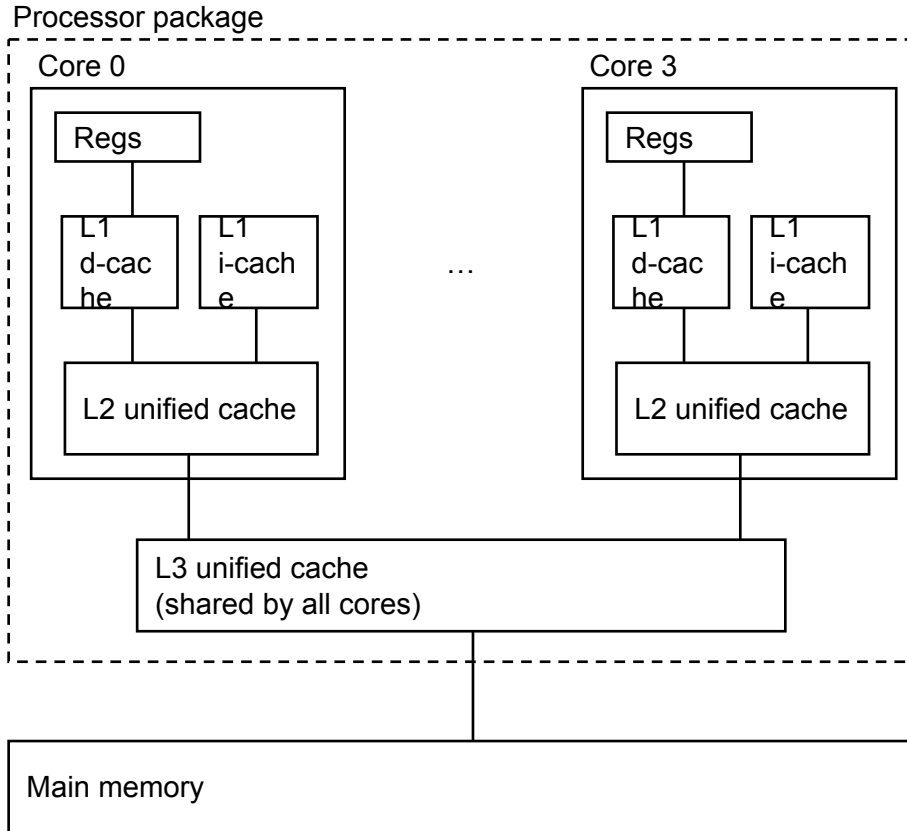 Processor package
Core 0
Core 3
Regs
Regs
L1
d-cac
he
L1
i-cach
e
…
L1
d-cac
he
L1
i-cach
e
L2 unified cache
L2 unified cache
L3 unified cache
(shared by all cores)
Main memory